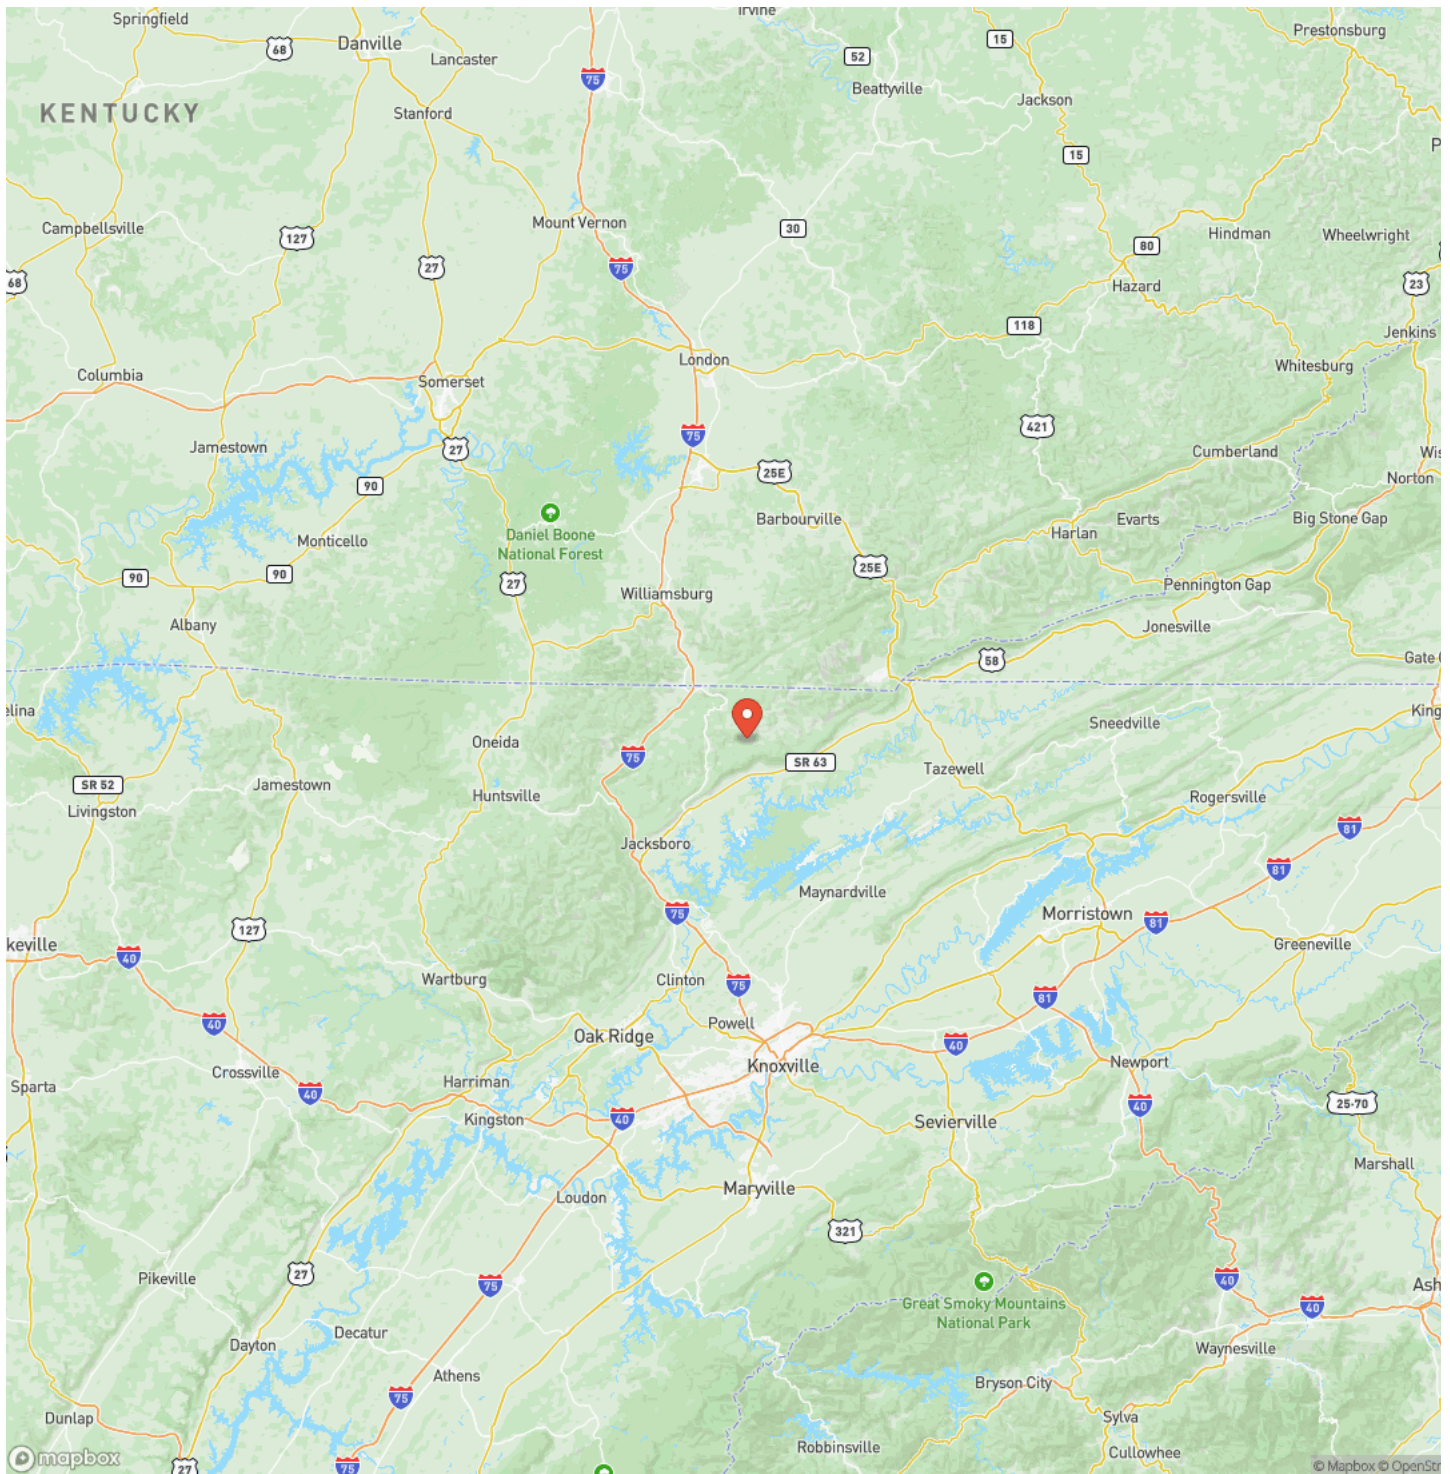 Springfield
68
Danville
Lancaster
75
Irvine
52
Beattyville
15
Jackson
Prestonsburg
KENTUCKY
Stanford
15
P
Campbellsville
127
27
Mount Vernon
30
75
80
Hindman
Wheelwright
68
Hazard
23
118
Jenkins
London
Whitesburg
Columbia
Somerset
421
75
Jamestown
27
Cumberland
Wis
25E
90
Norton
Daniel Boone
National Forest
Barbourville
Evarts
Big Stone Gap
Monticello
Harlan
90
90
27
25E
Pennington Gap
Williamsburg
Albany
Jonesville
58
Gate
elina
Sneedville
King
Oneida
75
SR 63
Tazewell
SR 52
Jamestown
Huntsville
Rogersville
Livingston
81
Jacksboro
81
Maynardville
75
Morristown
81
127
keville
40
Greeneville
Wartburg
Clinton
75
81
40
Powell
Oak Ridge
40
Knoxville
Newport
Crossville
Sparta
Harriman
40
40
25-70
Kingston
40
Sevierville
Marshall
Maryville
Loudon
321
27
Pikeville
75
40
Ash
Great Smoky Mountains
National Park
40
Decatur
Dayton
Waynesville
Athens
Bryson City
75
Dunlap
Sylva
Robbinsville
Cullowhee
mapbox
27
75
© Mapbox © OpenStr